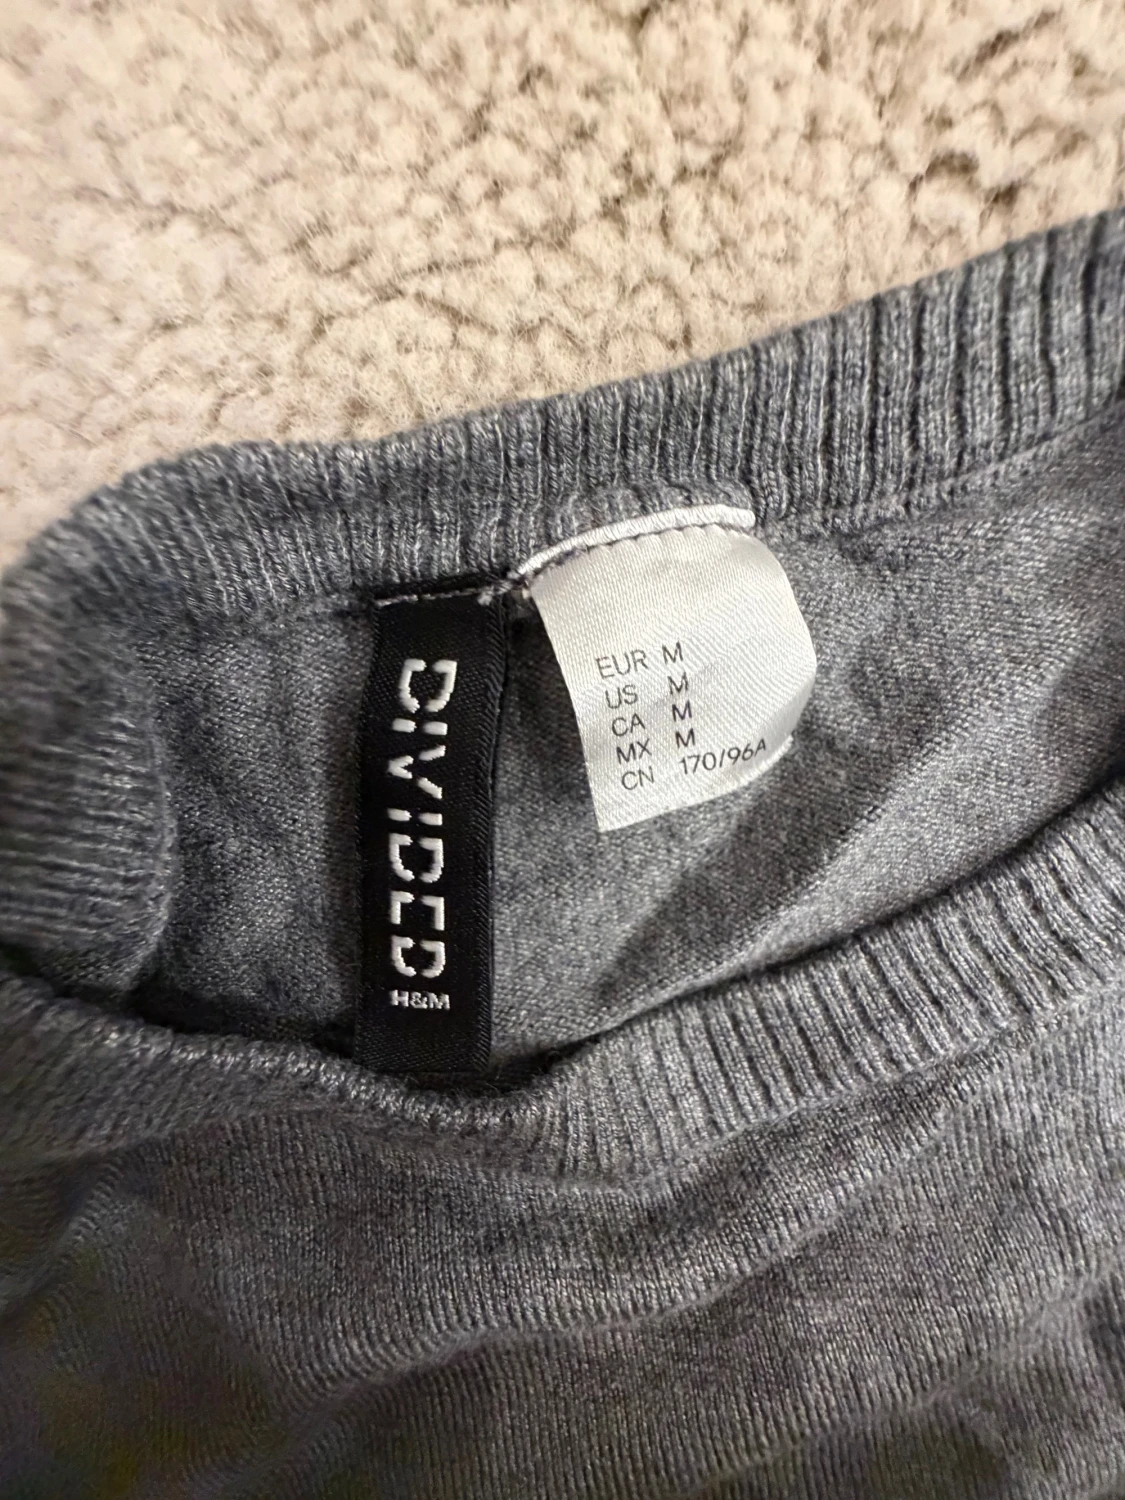 DIVIDED
H&M
EUR M
US M
CA M
MX M
CN 170/96A